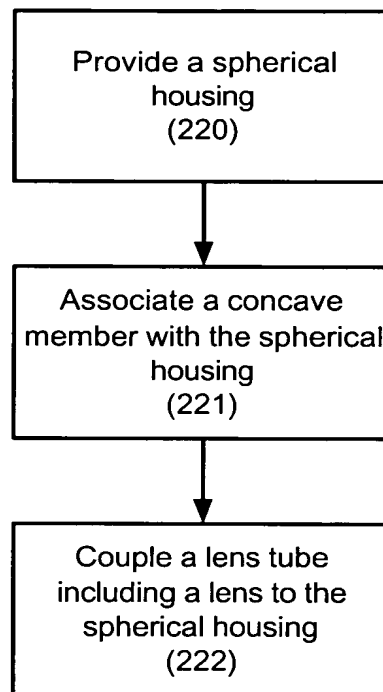 Provide a spherical
housing
(220)
Associate a concave
member with the spherical
housing
(221)
Couple a lens tube
including a lens to the
spherical housing
(222)